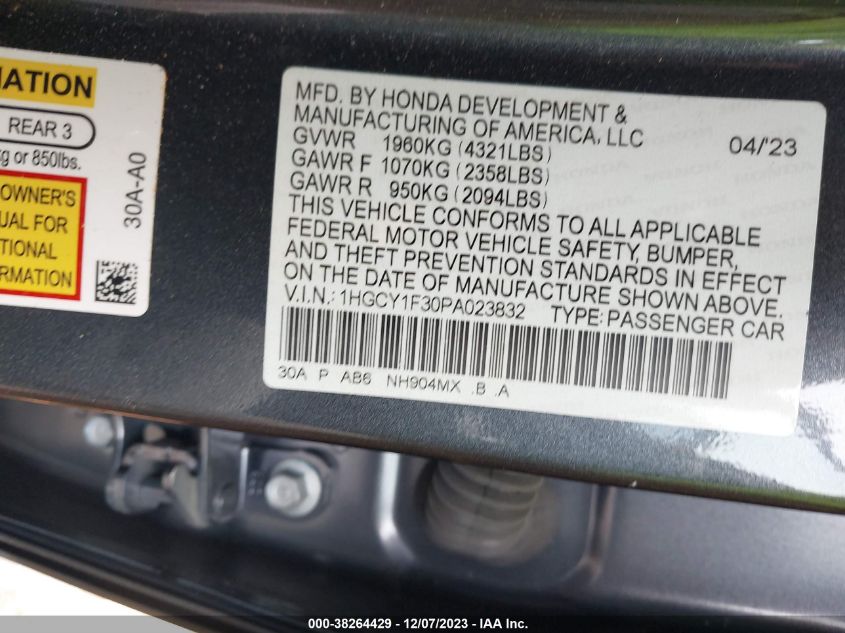 MATION
REAR 3
kg or 850lbs.
OWNER'S
UAL FOR
TIONAL
ORMATION
30A-A0
MFD. BY HONDA DEVELOPMENT &
MANUFACTURING OF AMERICA, LLC
04/'23
GVWR 1960KG (4321LBS)
GAWR F 1070KG (2358LBS)
GAWR R 950KG (2094LBS)
THIS VEHICLE CONFORMS TO ALL APPLICABLE
FEDERAL MOTOR VEHICLE SAFETY, BUMPER,
AND THEFT PREVENTION STANDARDS IN EFFECT
ON THE DATE OF MANUFACTURE SHOWN ABOVE.
V.I.N.: 1HGCY1F30PA023832 TYPE: PASSENGER CAR
30A P AB6 NH904MX .B .A
000-38264429 - 12/07/2023 - IAA Inc.